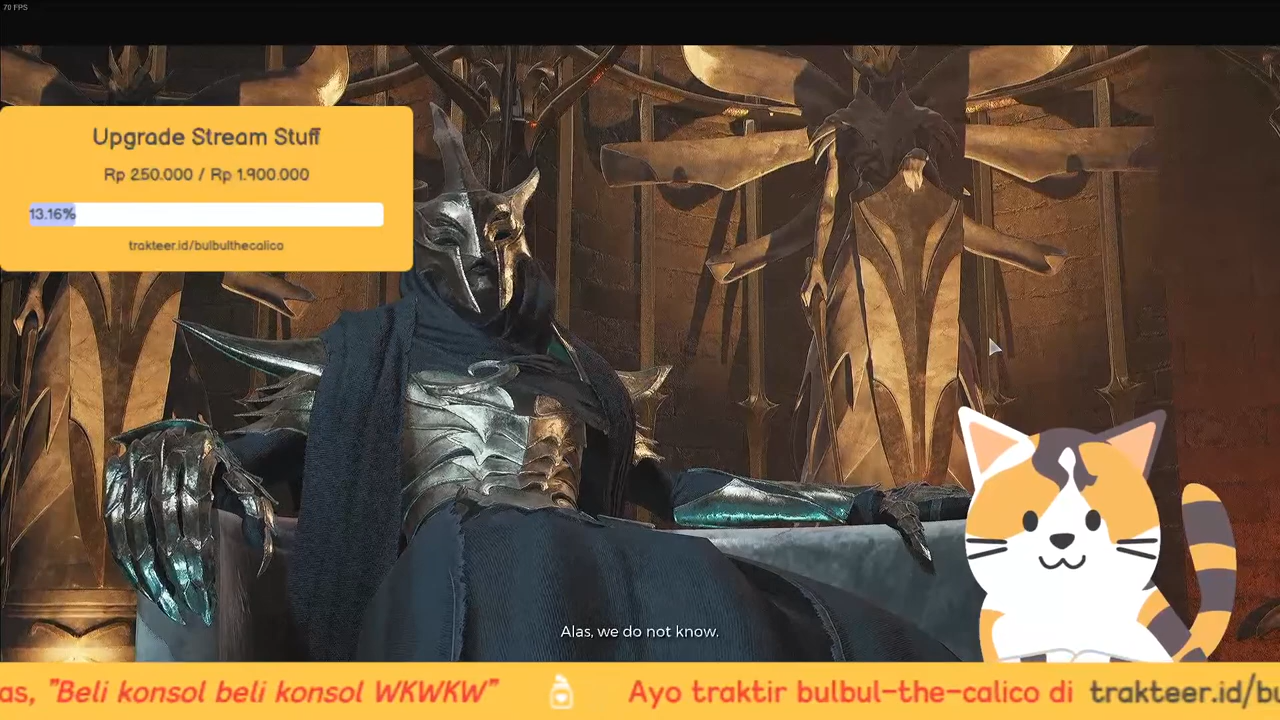 70 FPS
Upgrade Stream Stuff
Rp 250.000 / Rp 1.900.000
13.16%
trakteer.id/bulbulthecalico
Alas, we do not know.
as, "Beli konsol beli konsol WKWKW" Ayo traktir bulbul-the-calico di trakteer.id/bu